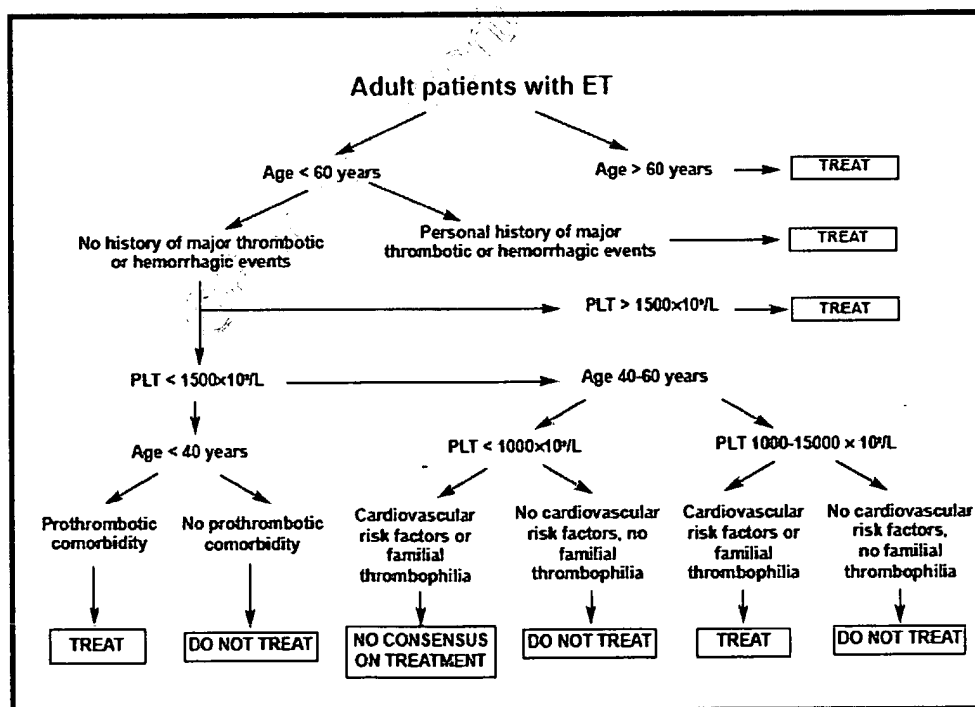 Adult patients with ET
Age < 60 years
Age > 60 years
TREAT
No history of major thrombotic
or hemorrhagic events
Personal history of major
thrombotic or hemorrhagic events
TREAT
PLT > 1500×10⁹/L
TREAT
PLT < 1500×10⁹/L
Age 40-60 years
Age < 40 years
PLT < 1000×10⁹/L
PLT 1000-15000 × 10⁹/L
Prothrombotic
comorbidity
No prothrombotic
comorbidity
Cardiovascular
risk factors or
familial
thrombophilia
No cardiovascular
risk factors, no
familial
thrombophilia
Cardiovascular
risk factors or
familial
thrombophilia
No cardiovascular
risk factors,
no familial
thrombophilia
TREAT
DO NOT TREAT
NO CONSENSUS
ON TREATMENT
DO NOT TREAT
TREAT
DO NOT TREAT